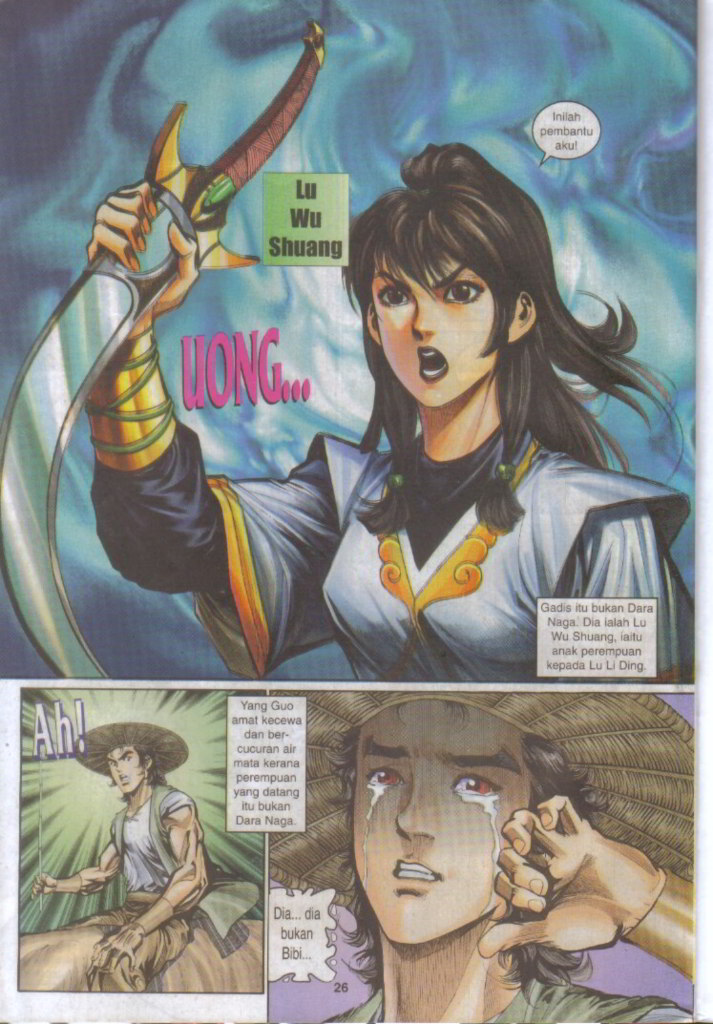 Inilah
pembantu
aku!
Lu
Wu
Shuang
UONG...
Gadis itu bukan Dara
Naga. Dia ialah Lu
Wu Shuang, iaitu
anak perempuan
kepada Lu Li Ding.
Ah!
Yang Guo
amat kecewa
dan ber-
cucuran air
mata kerana
perempuan
yang datang
itu bukan
Dara Naga.
Dia... dia
bukan
Bibi...
26